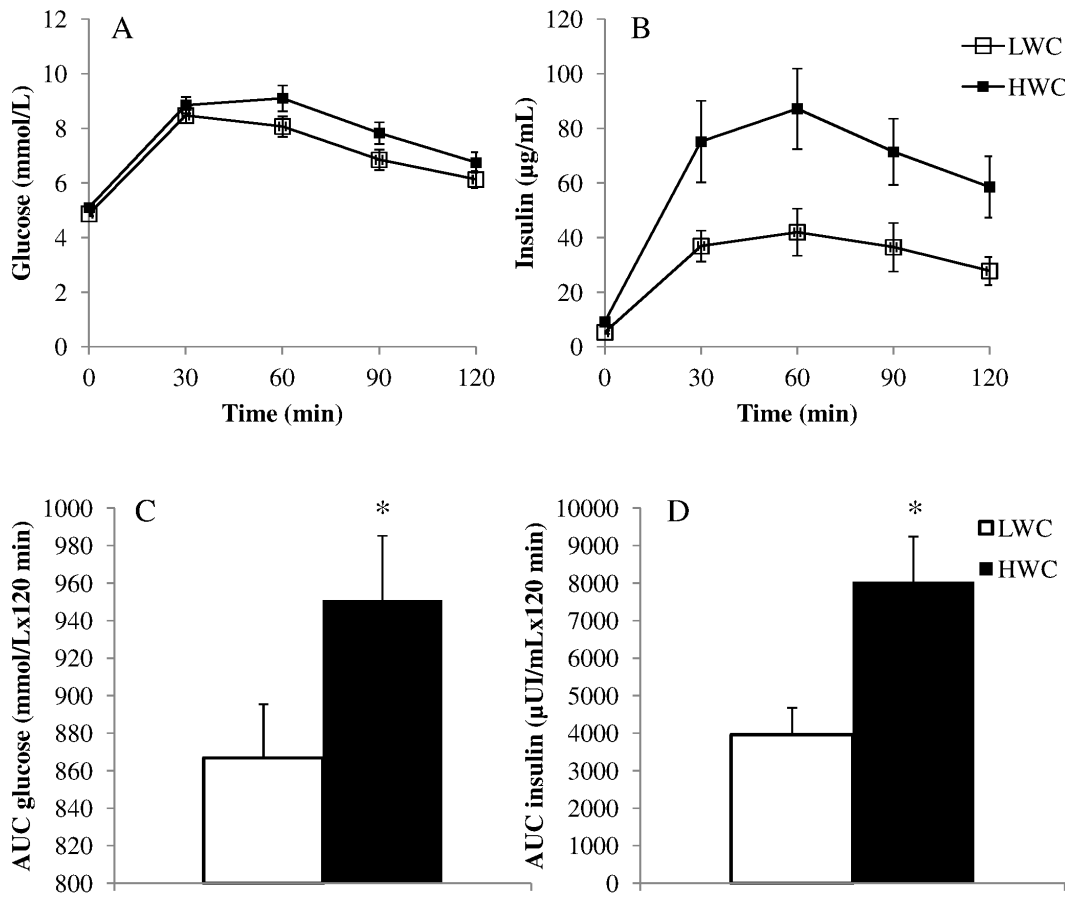 A
Glucose (mmol/L)
12
10
8
6
4
2
0
0 30 60 90 120
Time (min)
B
Insulin (µg/mL)
120
100
80
60
40
20
0
0 30 60 90 120
Time (min)
LWC
HWC
C
*
AUC glucose (mmol/Lx120 min)
1000
980
960
940
920
900
880
860
840
820
800
D
*
AUC insulin (µUI/mLx120 min)
10000
9000
8000
7000
6000
5000
4000
3000
2000
1000
0
LWC
HWC